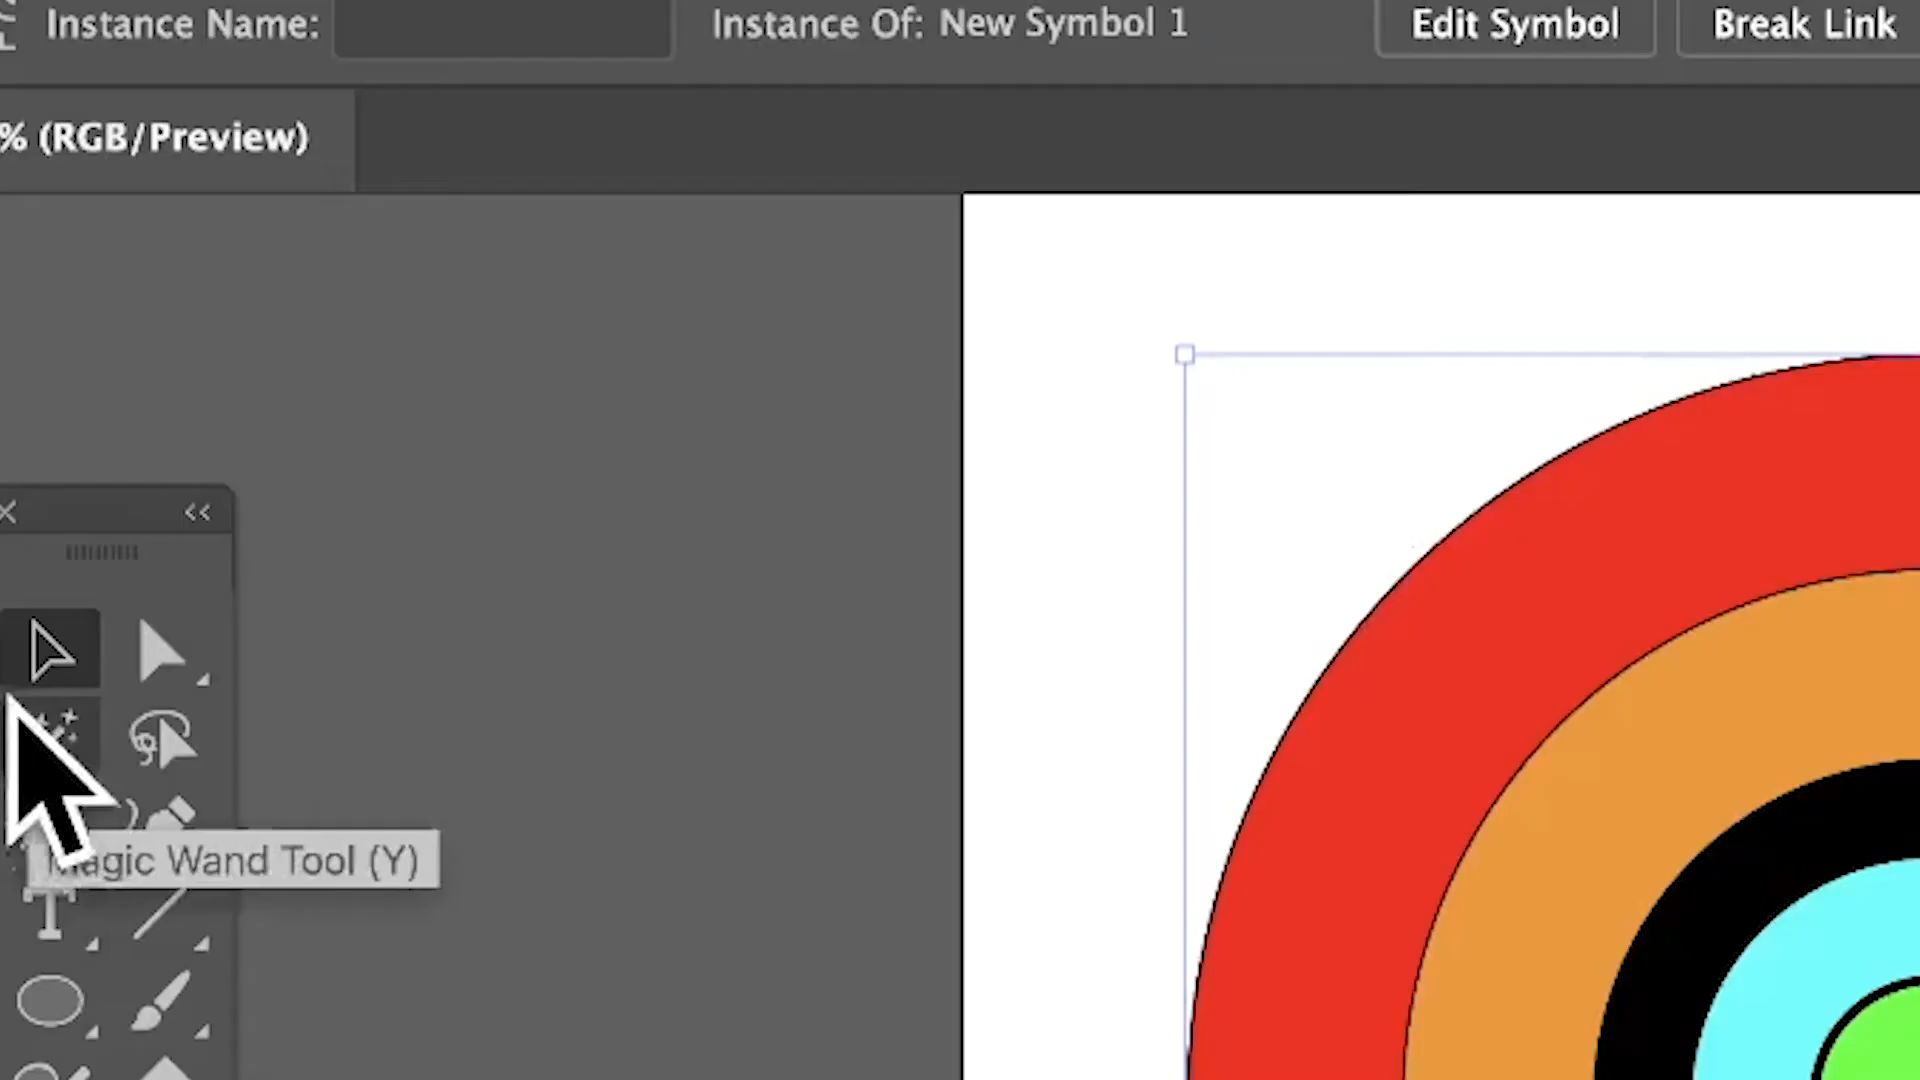 Instance Name: Instance Of: New Symbol 1 Edit Symbol Break Link
% (RGB/Preview)
Magic Wand Tool (Y)